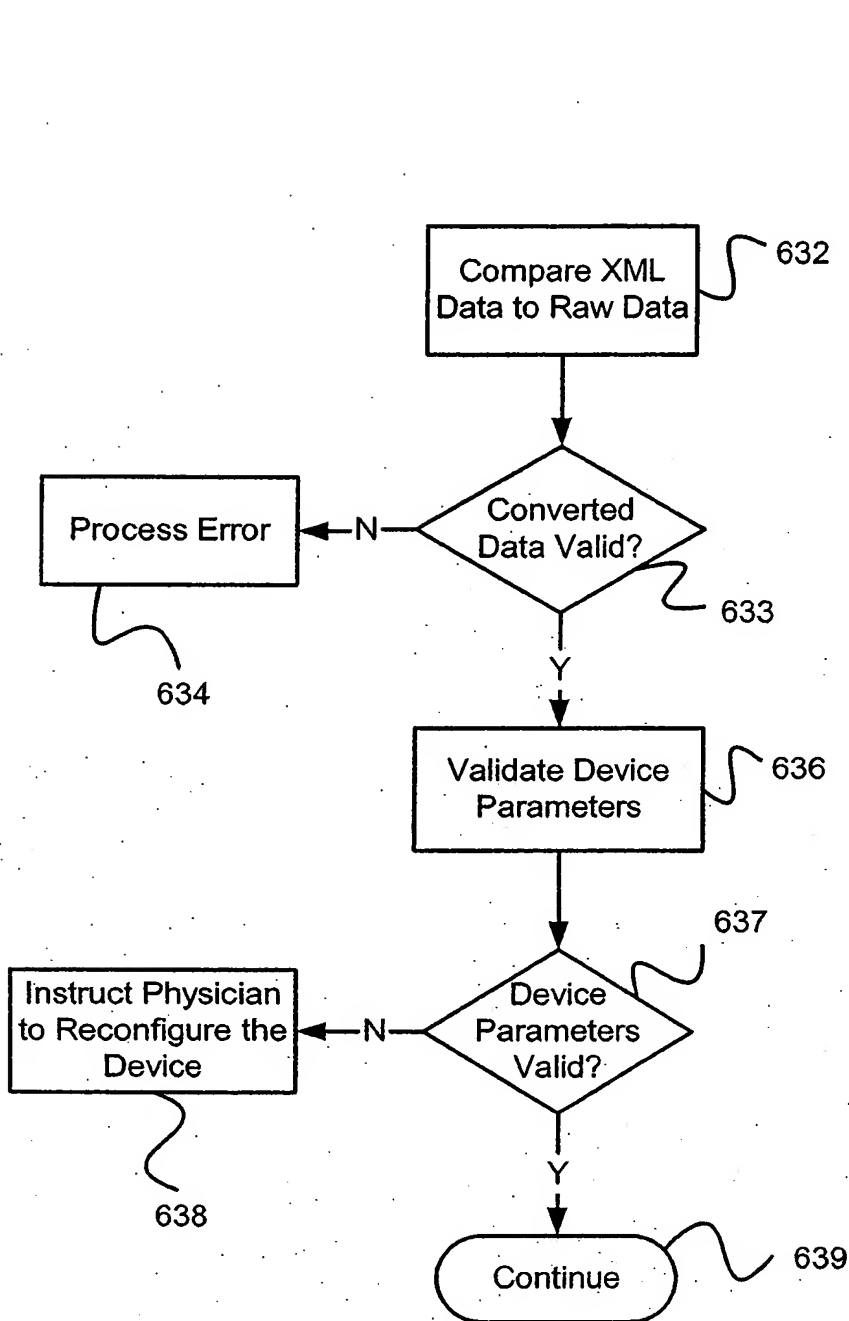 Compare XML
Data to Raw Data
632
Converted
Data Valid?
633
N
Process Error
634
Y
Validate Device
Parameters
636
637
Device
Parameters
Valid?
N
Instruct Physician
to Reconfigure the
Device
638
Y
Continue
639